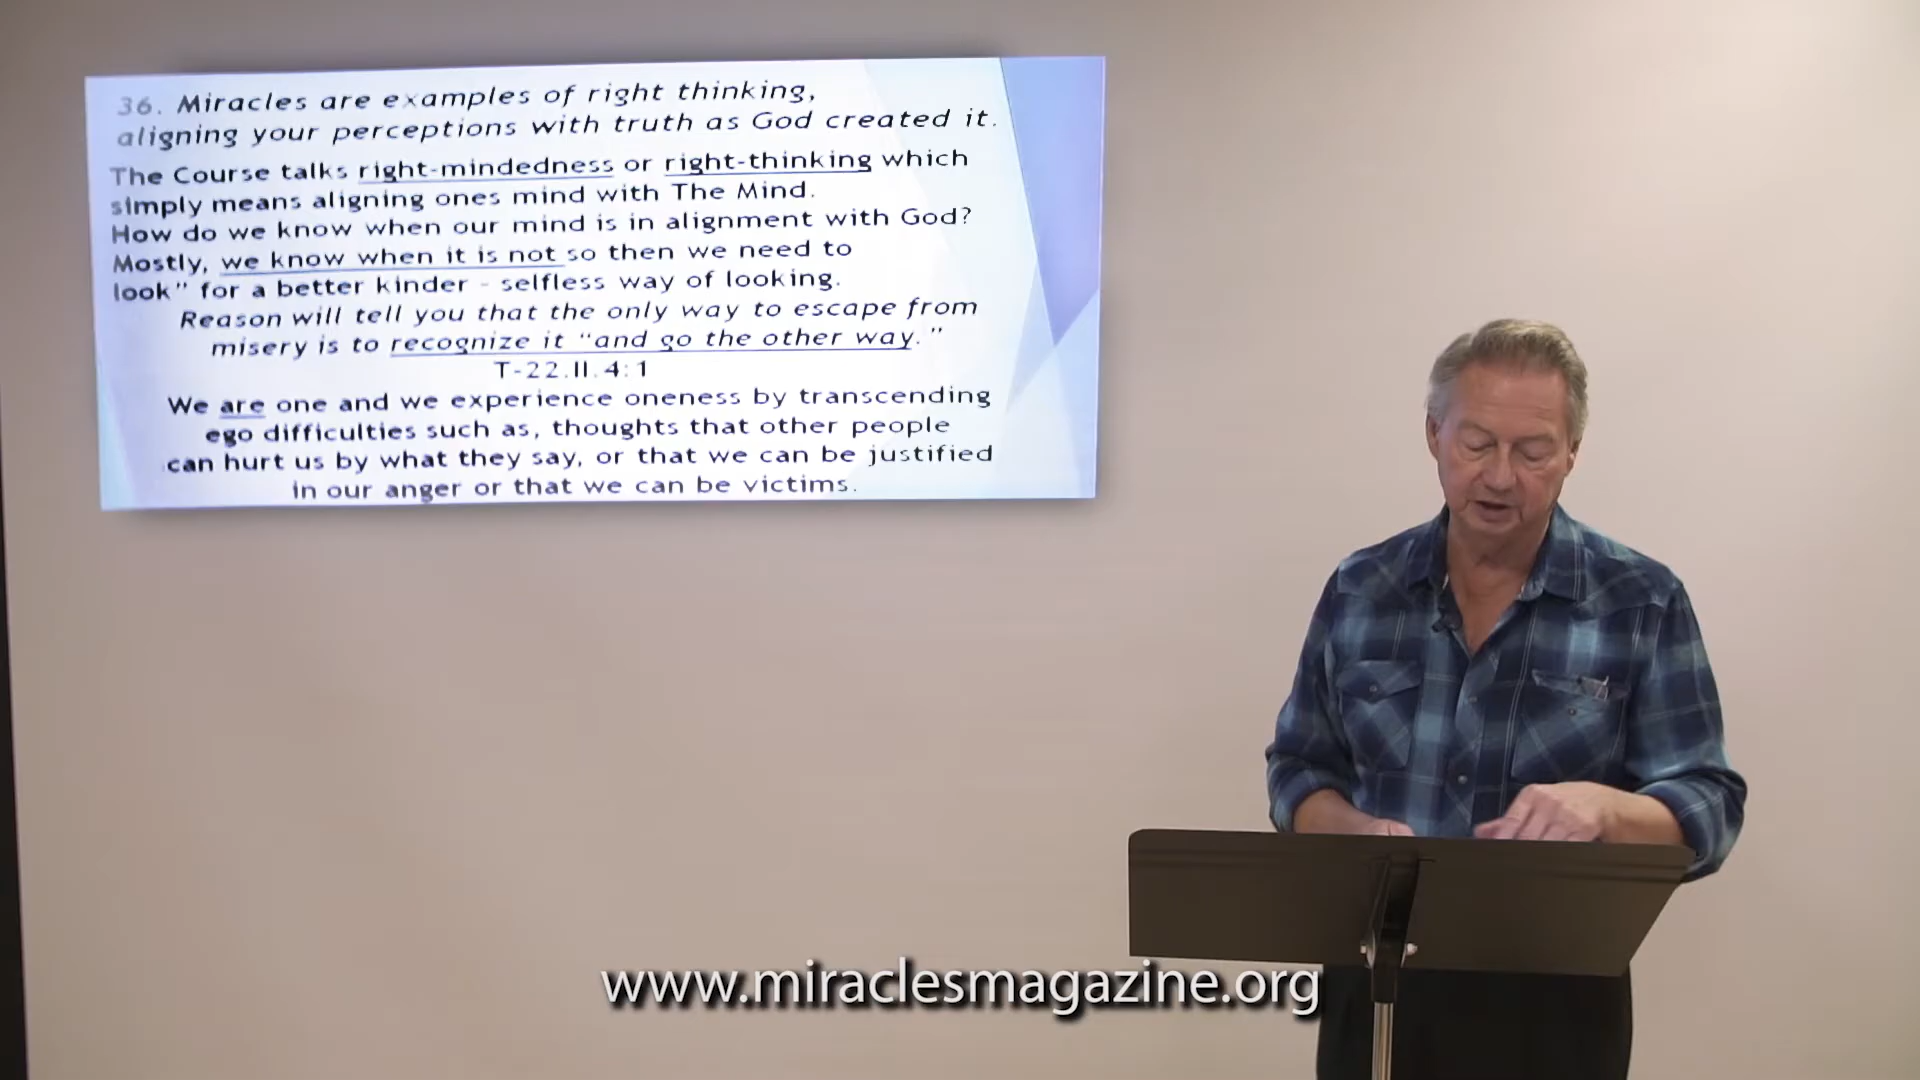 36. Miracles are examples of right thinking,
aligning your perceptions with truth as God created it.
The Course talks right-mindedness or right-thinking which
simply means aligning ones mind with The Mind.
How do we know when our mind is in alignment with God?
Mostly, we know when it is not so then we need to
look" for a better kinder - selfless way of looking.
Reason will tell you that the only way to escape from
misery is to recognize it "and go the other way."
T-22.II.4:1
We are one and we experience oneness by transcending
ego difficulties such as, thoughts that other people
can hurt us by what they say, or that we can be justified
in our anger or that we can be victims.
www.miraclesmagazine.org